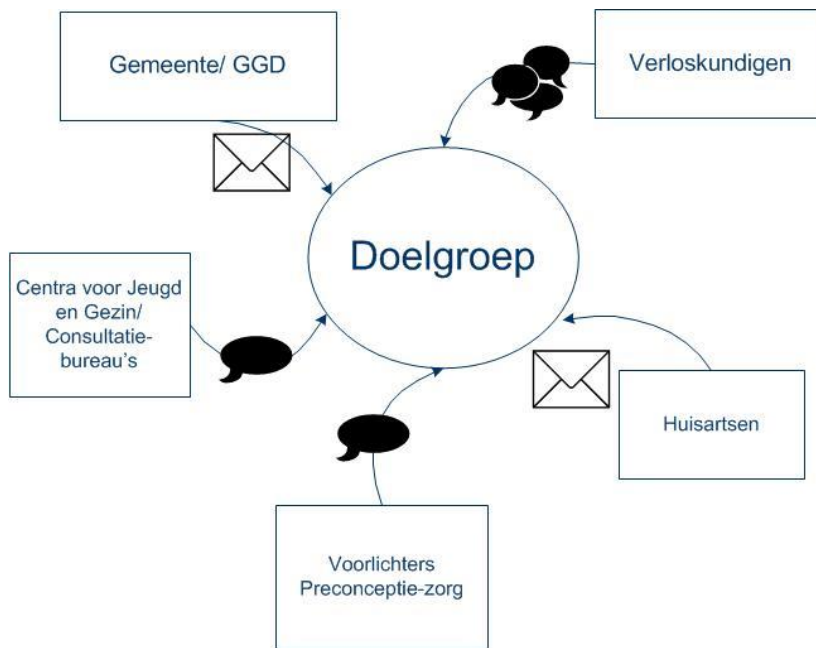 Gemeente/ GGD
Verloskundigen
Doelgroep
Centra voor Jeugd
en Gezin/
Consultatie-
bureau's
Huisartsen
Voorlichters
Preconceptie-zorg